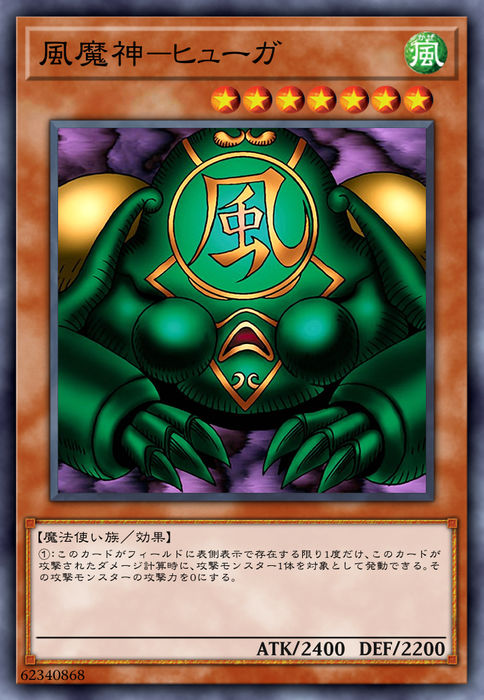 風魔神－ヒューガ
かぜ
風
風
【魔法使い族／効果】
①：このカードがフィールドに表側表示で存在する限り1度だけ、このカードが
攻撃されたダメージ計算時に、攻撃モンスター1体を対象として発動できる。そ
の攻撃モンスターの攻撃力を0にする。
ATK/2400 DEF/2200
62340868